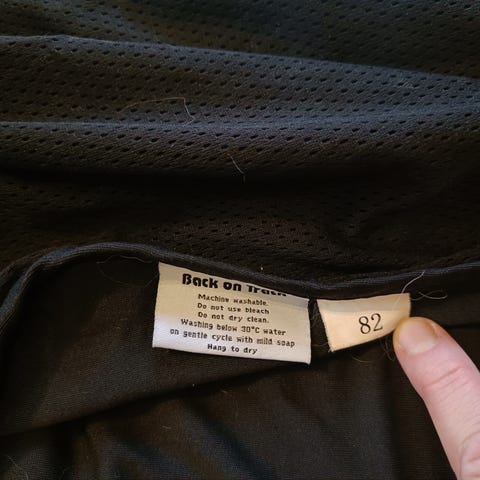 Back on Track
Machine washable.
Do not use bleach
Do not dry clean.
Washing below 30°C water
on gentle cycle with mild soap
Hang to dry
82